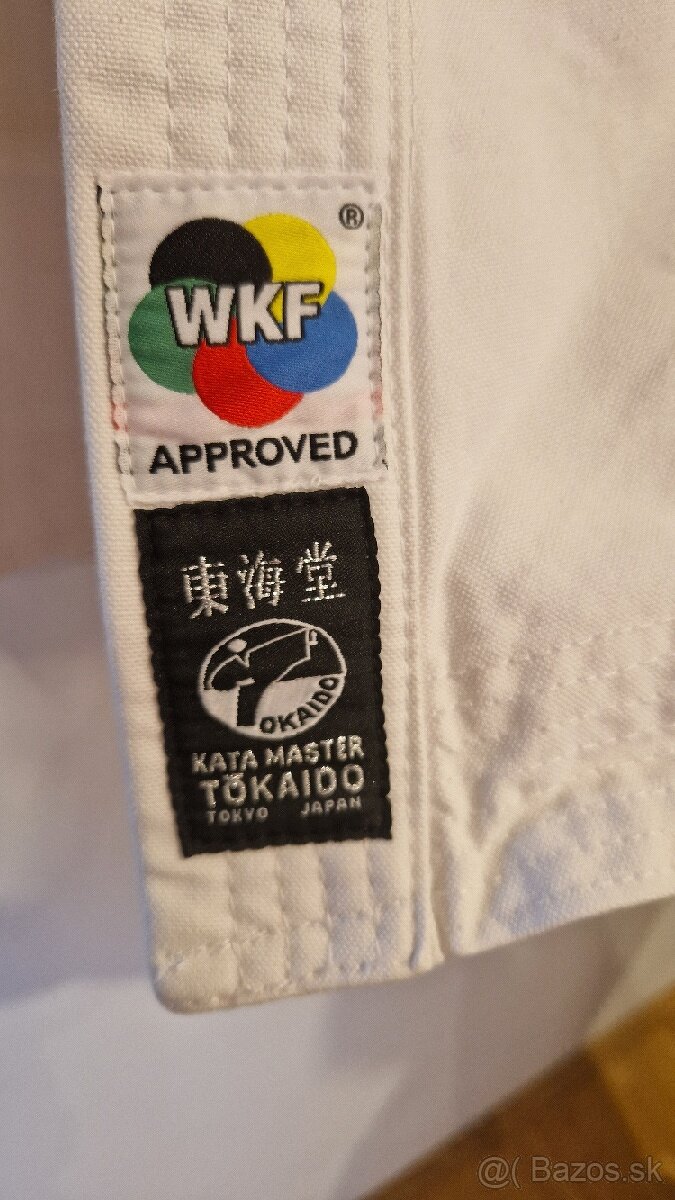 ®
WKF
APPROVED
東海堂
TOKAIDO
KATA MASTER
TŌKAIDO
TOKYO JAPAN
@( Bazos.sk